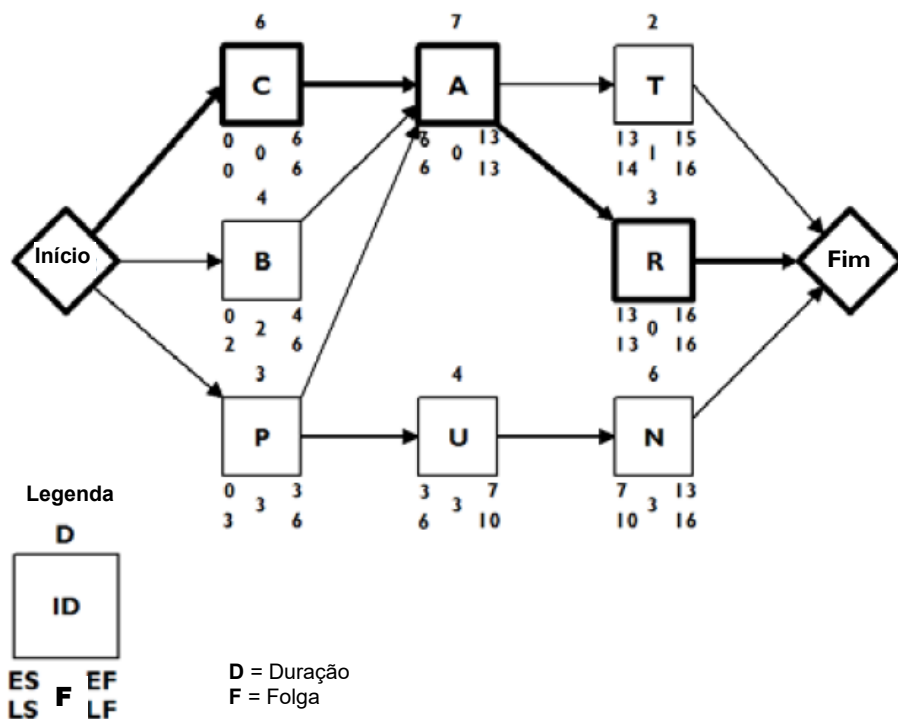 6 7 2
C A T
0 6 6 13 13 15
0 0 1
0 6 6 13 14 16
4 3
Início B R Fim
0 4 13 16
2 0
2 6 13 16
3 4 6
P U N
0 3 3 7 7 13
3 3 3
3 6 6 10 10 16
Legenda
D
ID
ES EF
F
LS LF
D = Duração
F = Folga